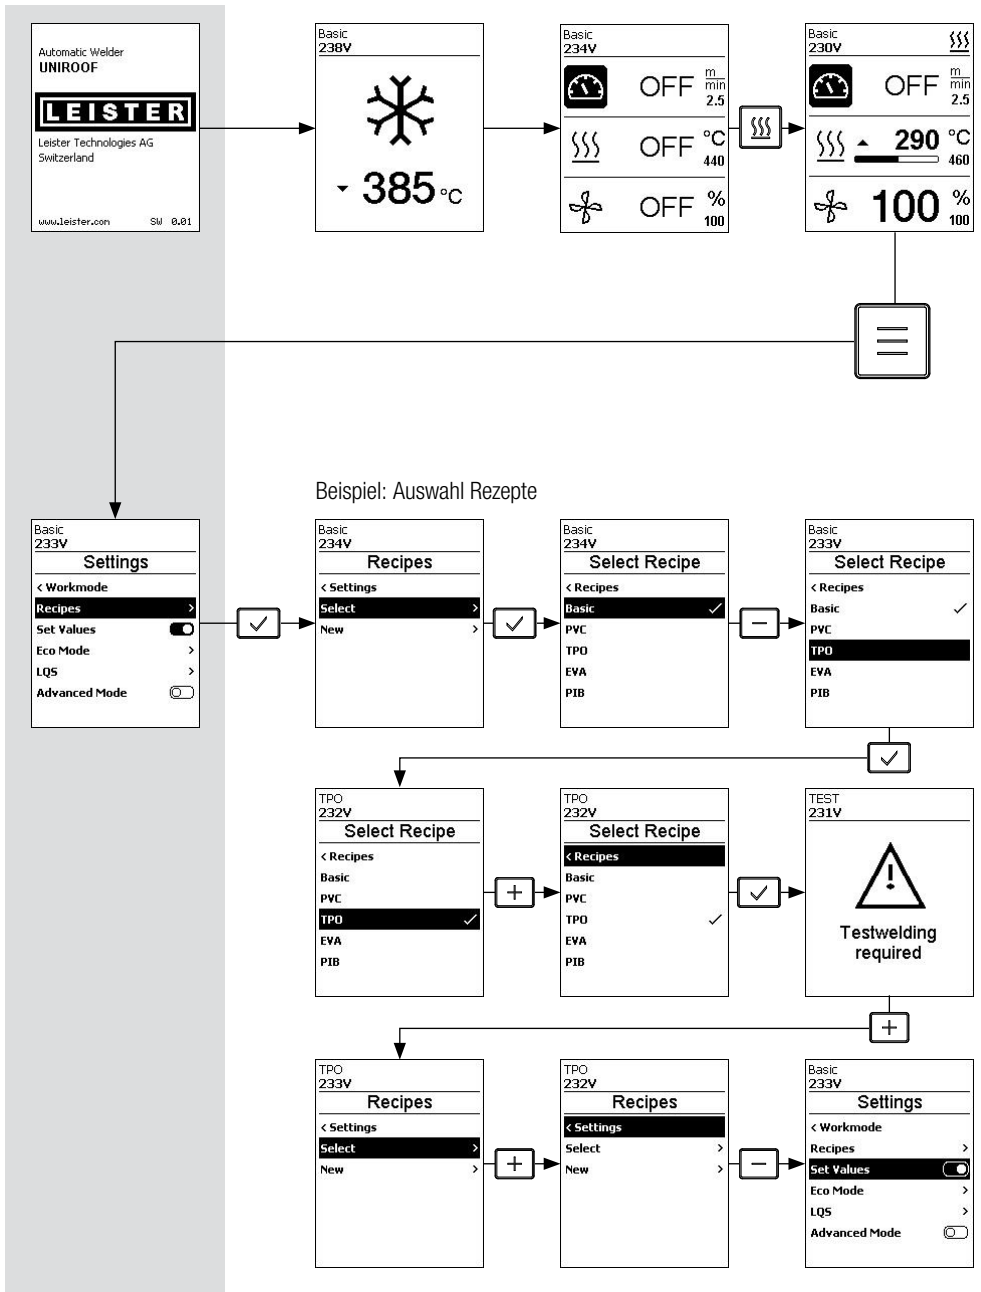 Automatic Welder
UNIROOF
LEISTER
Leister Technologies AG
Switzerland
www.leister.com SW 0.01
Basic
238V
385 °C
Basic
234V
OFF m/min
2.5
OFF °C
440
OFF %
100
Basic
230V
OFF m/min
2.5
290 °C
460
100 %
100
Beispiel: Auswahl Rezepte
Basic
233V
Settings
< Workmode
Recipes >
Set Values
Eco Mode >
LQS >
Advanced Mode
Basic
234V
Recipes
< Settings
Select >
New >
Basic
234V
Select Recipe
< Recipes
Basic ✓
PVC
TPO
EVA
PIB
Basic
233V
Select Recipe
< Recipes
Basic ✓
PVC
TPO
EVA
PIB
TPO
232V
Select Recipe
< Recipes
Basic
PVC
TPO ✓
EVA
PIB
TPO
232V
Select Recipe
< Recipes
Basic
PVC
TPO ✓
EVA
PIB
TEST
231V
Testwelding
required
TPO
233V
Recipes
< Settings
Select >
New >
TPO
232V
Recipes
< Settings
Select >
New >
Basic
233V
Settings
< Workmode
Recipes >
Set Values
Eco Mode >
LQS >
Advanced Mode